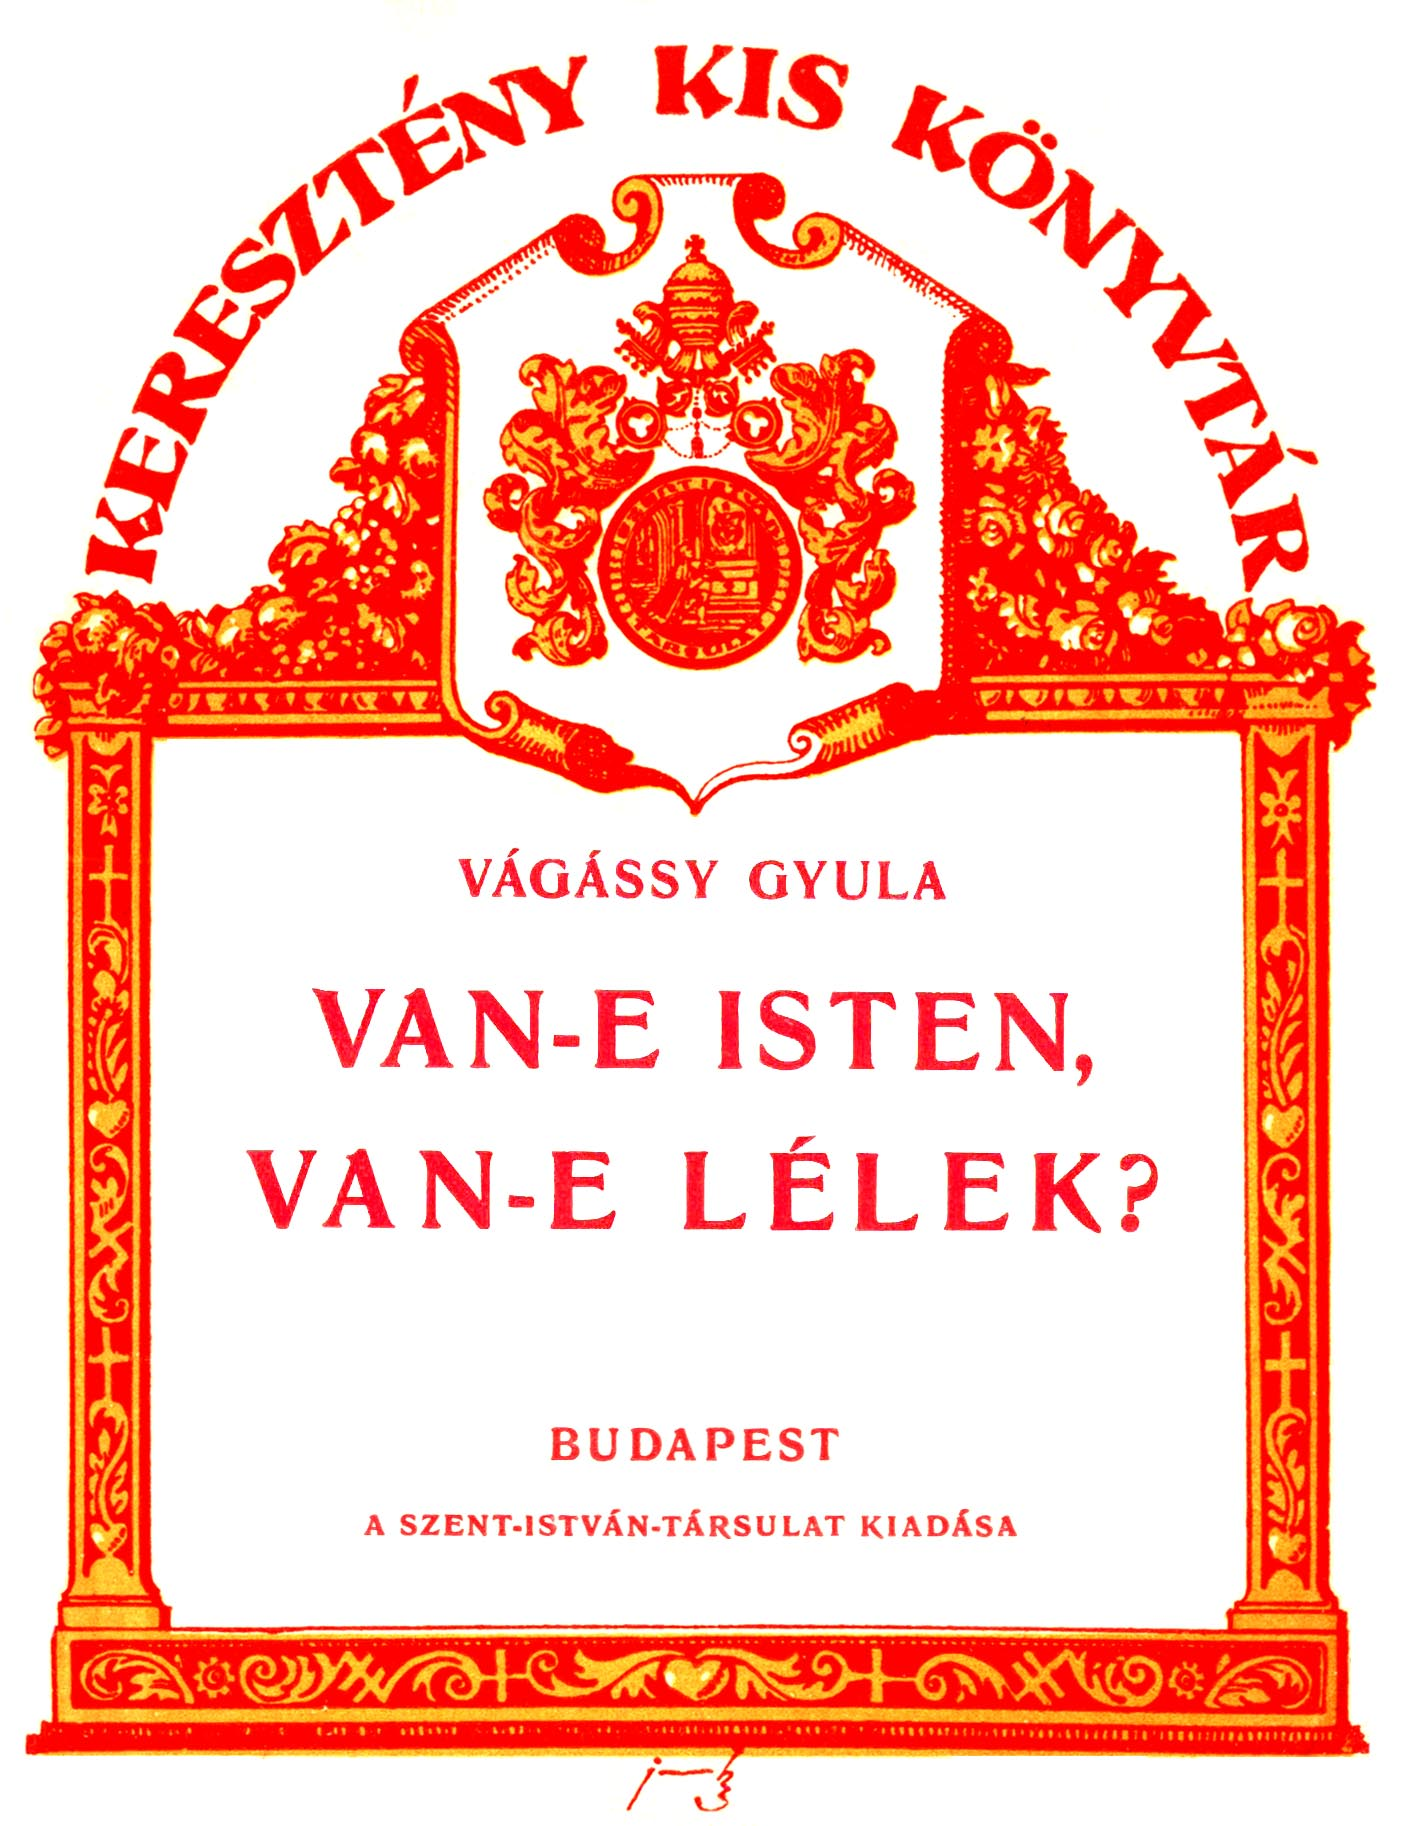 KERESZTÉNY KIS KÖNYVTÁR
VÁGÁSSY GYULA
VAN-E ISTEN,
VAN-E LÉLEK?
BUDAPEST
A SZENT-ISTVÁN-TÁRSULAT KIADÁSA